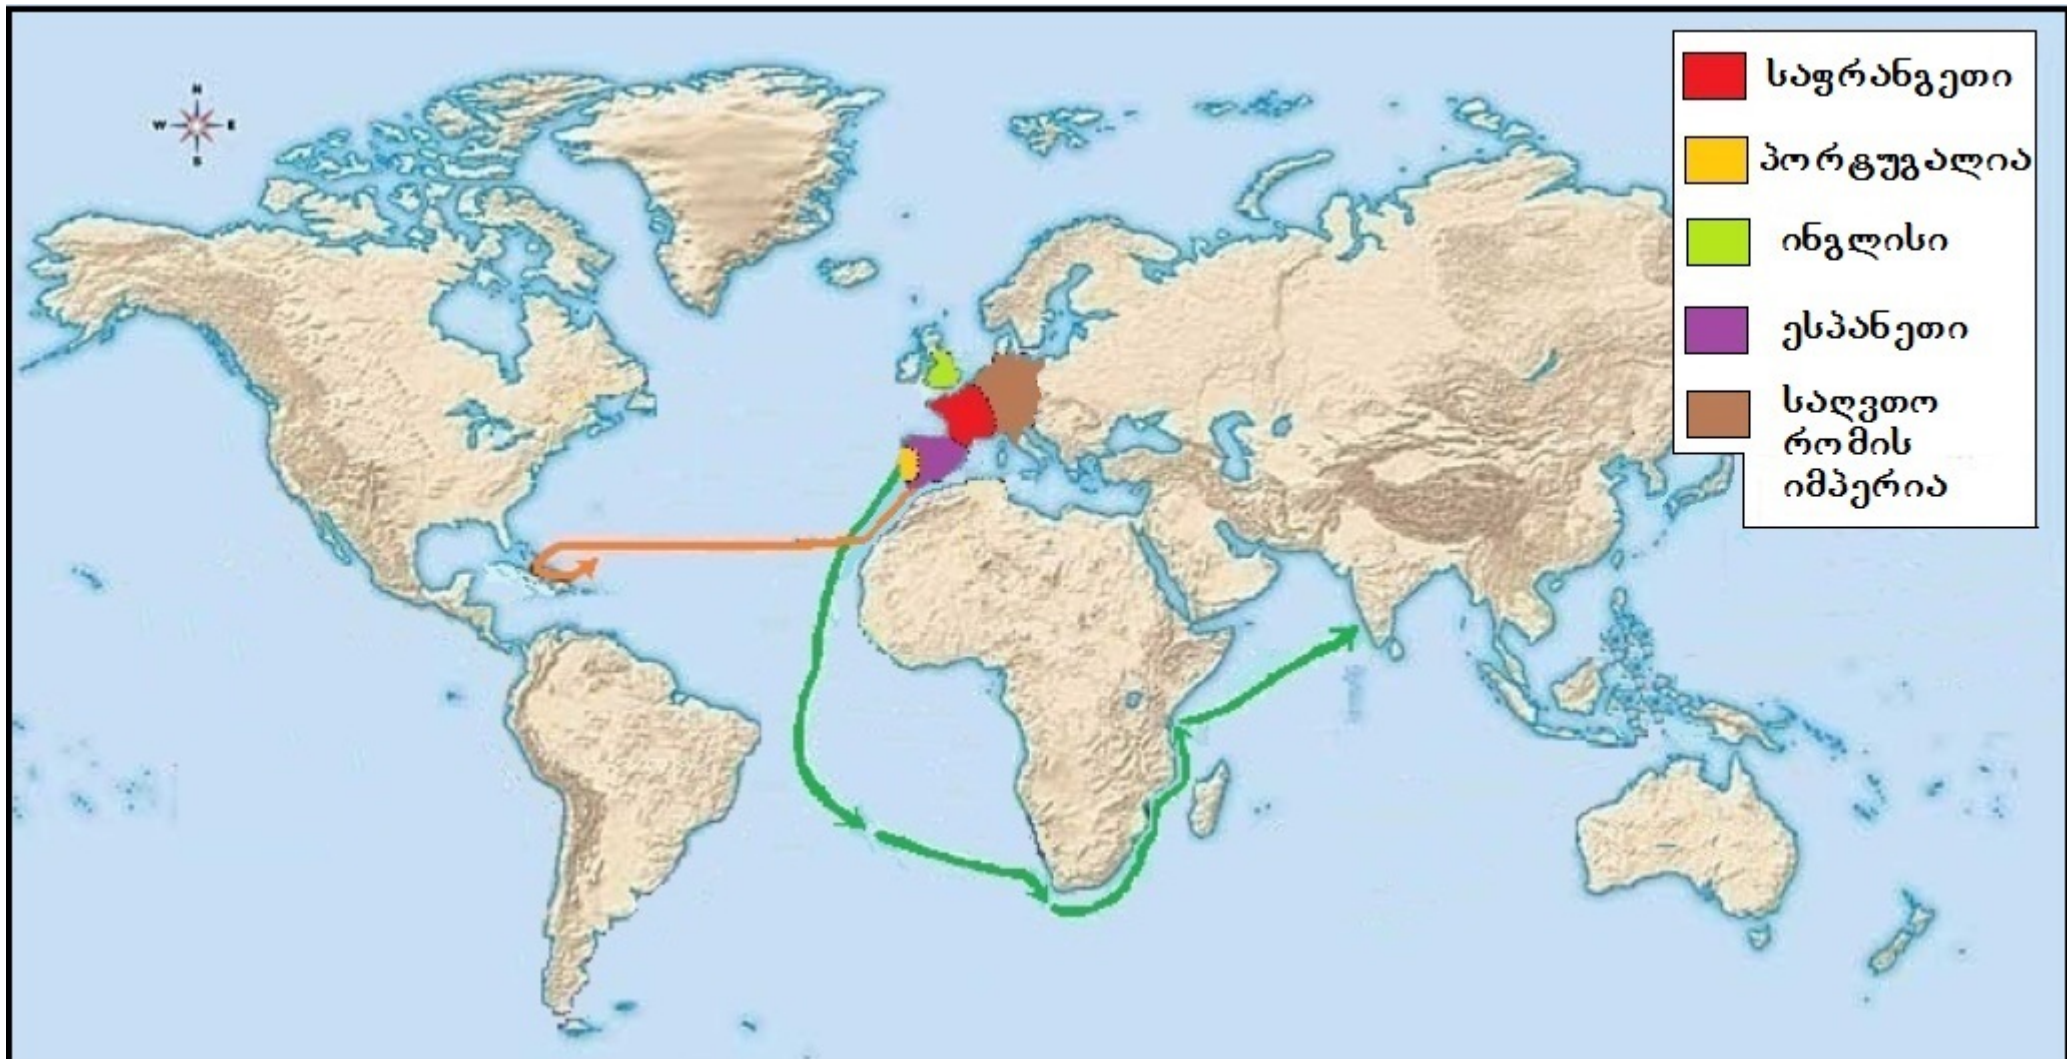 N
W E
S
საფრანგეთი
პორტუგალია
ინგლისი
ესპანეთი
საღვთო
რომის
იმპერია